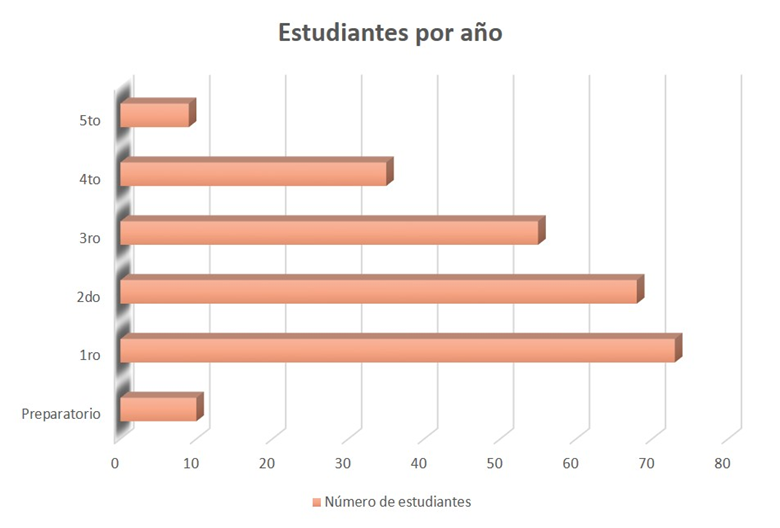 Estudiantes por año
5to
4to
3ro
2do
1ro
Preparatorio
0 10 20 30 40 50 60 70 80
Número de estudiantes